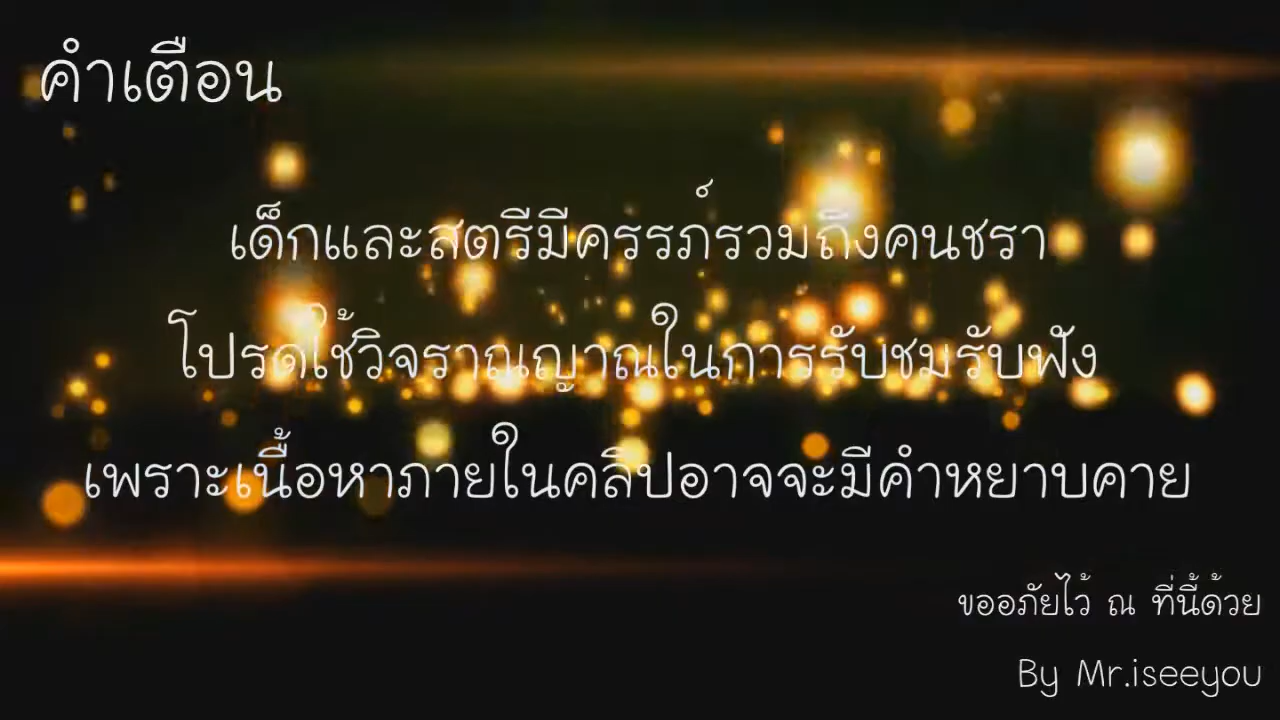 คำเตือน
เด็กและสตรีมีครรภ์รวมถึงคนชรา
โปรดใช้วิจราณญาณในการรับชมรับฟัง
เพราะเนื้อหาภายในคลิปอาจจะมีคำหยาบคาย
ขออภัยไว้ ณ ที่นี้ด้วย
By Mr.iseeyou